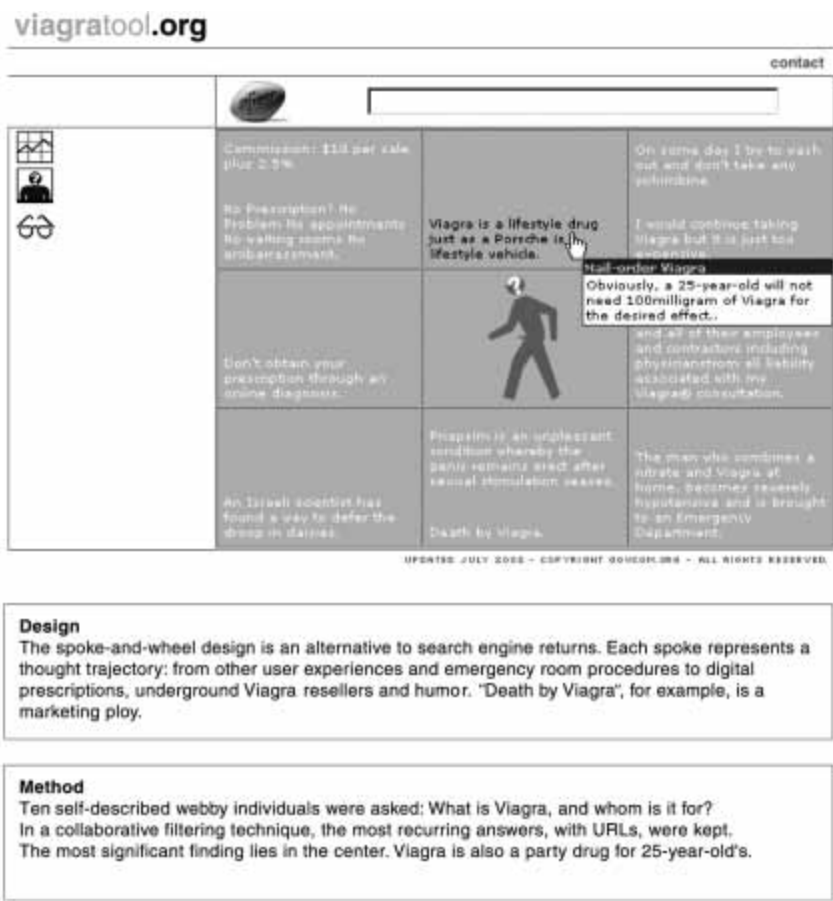 viagratool.org
contact
Commission: $10 per sale
plus 2.5%
No Prescription? No
Problem No appointments
No waiting rooms No
embarrassment.
Viagra is a lifestyle drug
just as a Porsche is
lifestyle vehicle.
On some day I try to wash
out and don't take any
yohimbine.
I would continue taking
Viagra but it is just too
expensive.
Mail-order Viagra
Obviously, a 25-year-old will not
need 100milligram of Viagra for
the desired effect..
Don't obtain your
prescription through an
online diagnosis.
and all of their employees
and contractors including
physiciansfrom all liability
associated with my
Viagra® consultation.
An Israeli scientist has
found a way to defer the
droop in daisies.
Priapsim is an unpleasant
condition whereby the
penis remains erect after
sexual stimulation ceases.
Death by Viagra.
The man who combines a
nitrate and Viagra at
home, becomes severely
hypotensive and is brought
to an Emergency
Department.
UPDATED JULY - COPYRIGHT GOVCOM.ORG - ALL RIGHTS RESERVED.
Design
The spoke-and-wheel design is an alternative to search engine returns. Each spoke represents a
thought trajectory: from other user experiences and emergency room procedures to digital
prescriptions, underground Viagra resellers and humor. "Death by Viagra", for example, is a
marketing ploy.
Method
Ten self-described webby individuals were asked: What is Viagra, and whom is it for?
In a collaborative filtering technique, the most recurring answers, with URLs, were kept.
The most significant finding lies in the center. Viagra is also a party drug for 25-year-old's.